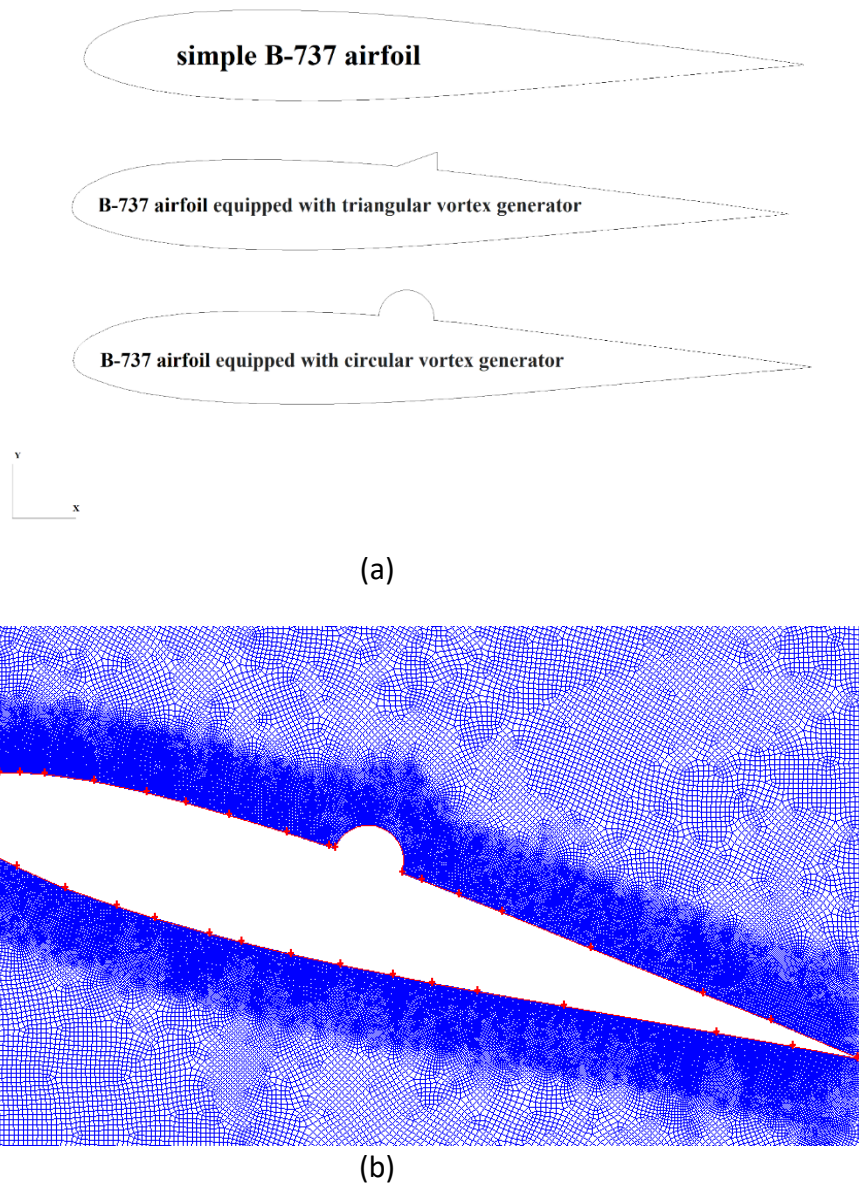 simple B-737 airfoil
B-737 airfoil equipped with triangular vortex generator
B-737 airfoil equipped with circular vortex generator
Y
X
(a)
(b)